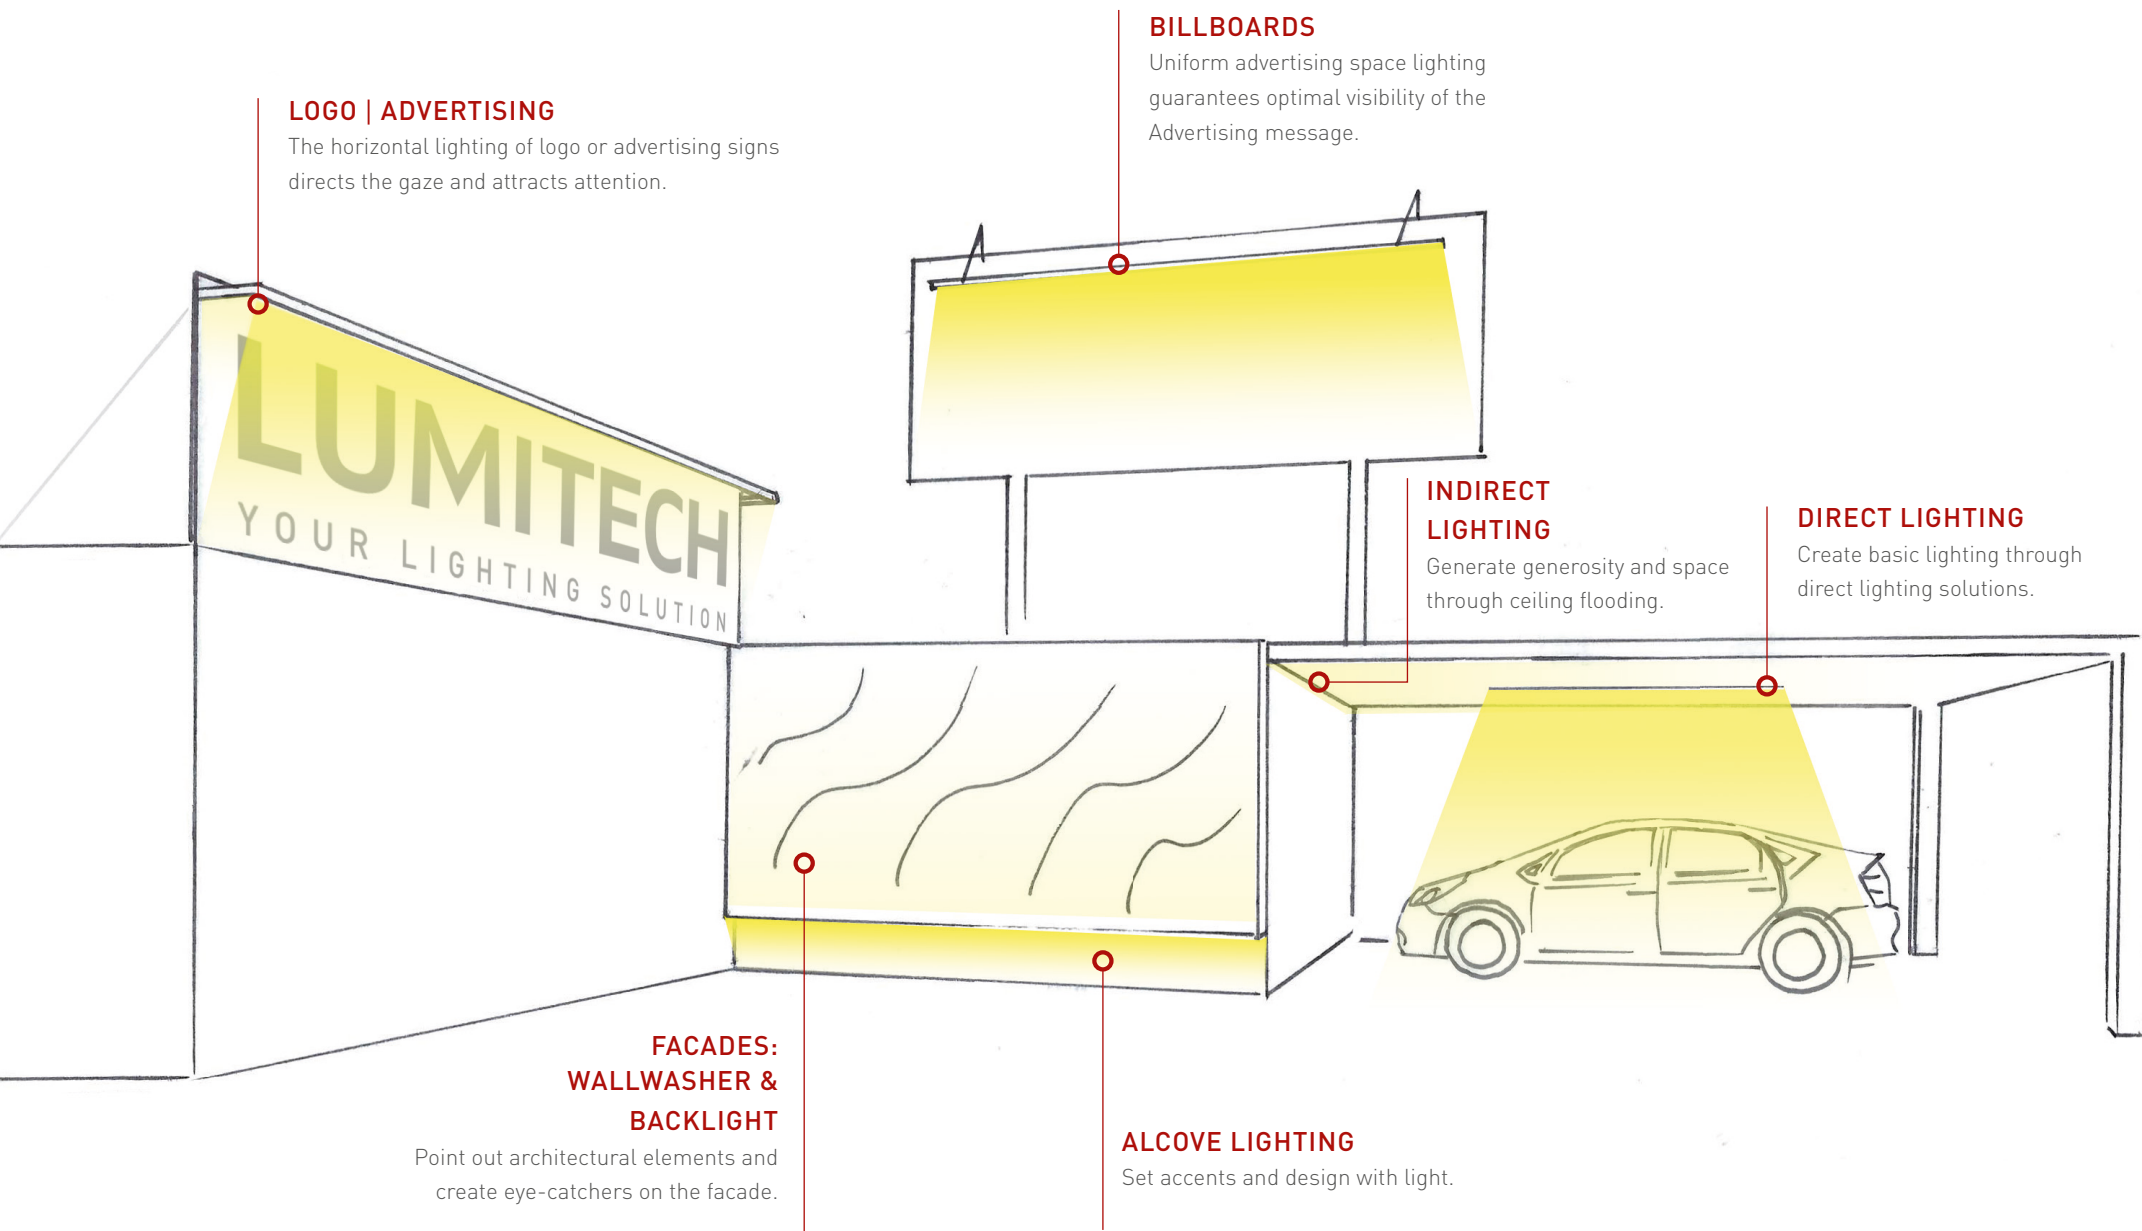 BILLBOARDS
Uniform advertising space lighting
guarantees optimal visibility of the
Advertising message.
LOGO | ADVERTISING
The horizontal lighting of logo or advertising signs
directs the gaze and attracts attention.
LUMITECH
YOUR LIGHTING SOLUTION
INDIRECT
LIGHTING
Generate generosity and space
through ceiling flooding.
DIRECT LIGHTING
Create basic lighting through
direct lighting solutions.
FACADES:
WALLWASHER &
BACKLIGHT
Point out architectural elements and
create eye-catchers on the facade.
ALCOVE LIGHTING
Set accents and design with light.